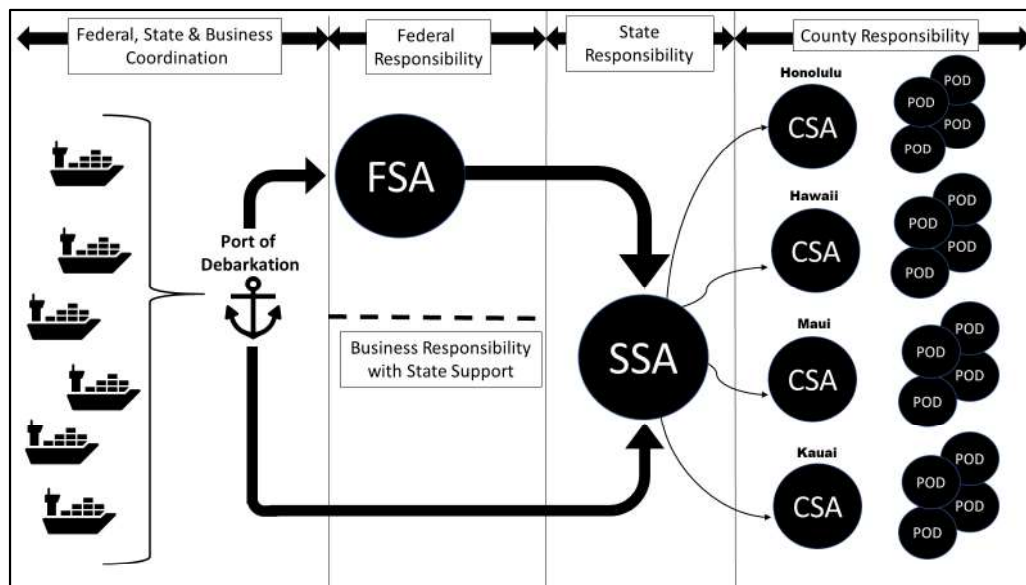 Federal, State & Business
Coordination
Federal
Responsibility
State
Responsibility
County Responsibility
Port of
Debarkation
FSA
Business Responsibility
with State Support
SSA
Honolulu
CSA
POD
POD
POD
POD
Hawaii
CSA
POD
POD
POD
POD
Maui
CSA
POD
POD
POD
POD
Kauai
CSA
POD
POD
POD
POD